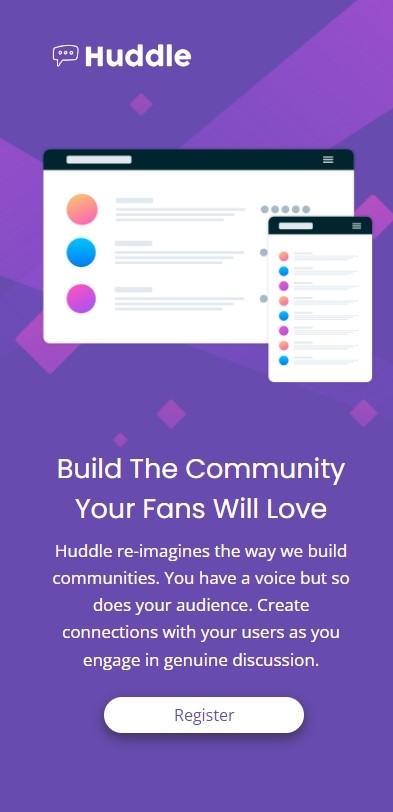 Huddle
Build The Community
Your Fans Will Love
Huddle re-imagines the way we build
communities. You have a voice but so
does your audience. Create
connections with your users as you
engage in genuine discussion.
Register